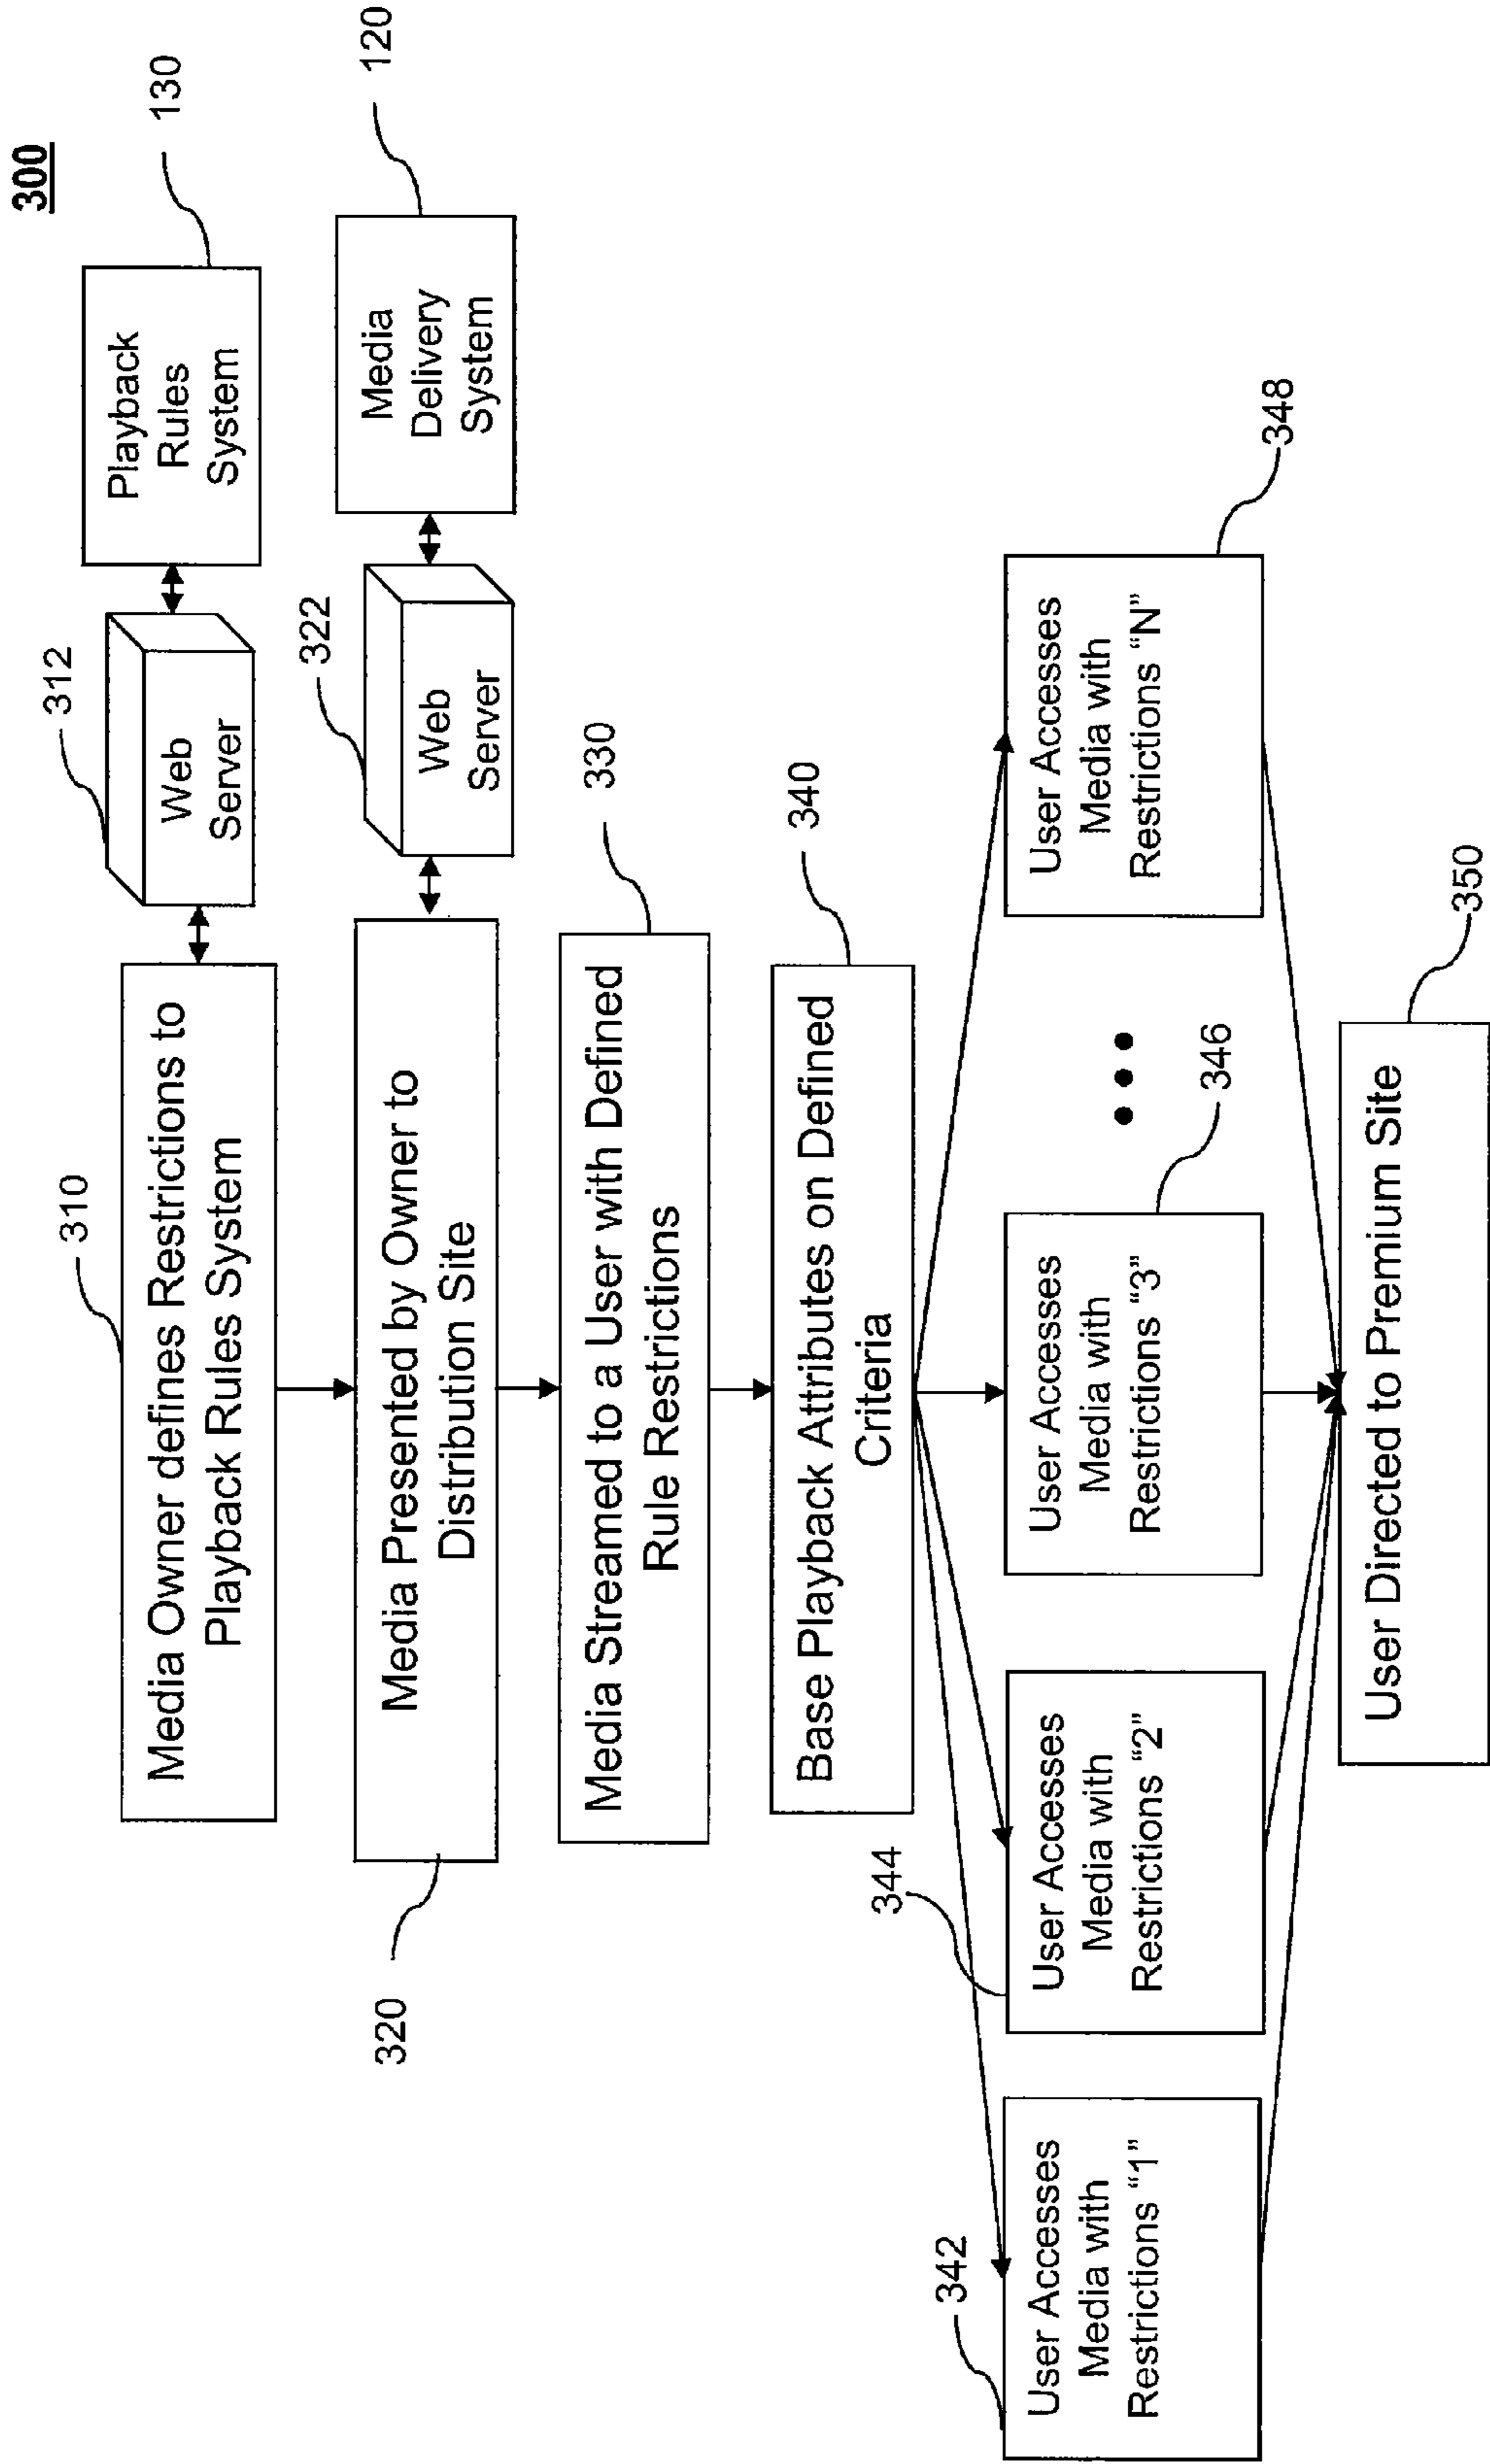 300
310
Media Owner defines Restrictions to
Playback Rules System
312
Web
Server
Playback
Rules
System
130
320
Media Presented by Owner to
Distribution Site
322
Web
Server
Media
Delivery
System
120
Media Streamed to a User with Defined
Rule Restrictions
330
Base Playback Attributes on Defined
Criteria
340
342
User Accesses
Media with
Restrictions “1”
344
User Accesses
Media with
Restrictions “2”
User Accesses
Media with
Restrictions “3”
346
User Accesses
Media with
Restrictions “N”
348
User Directed to Premium Site
350